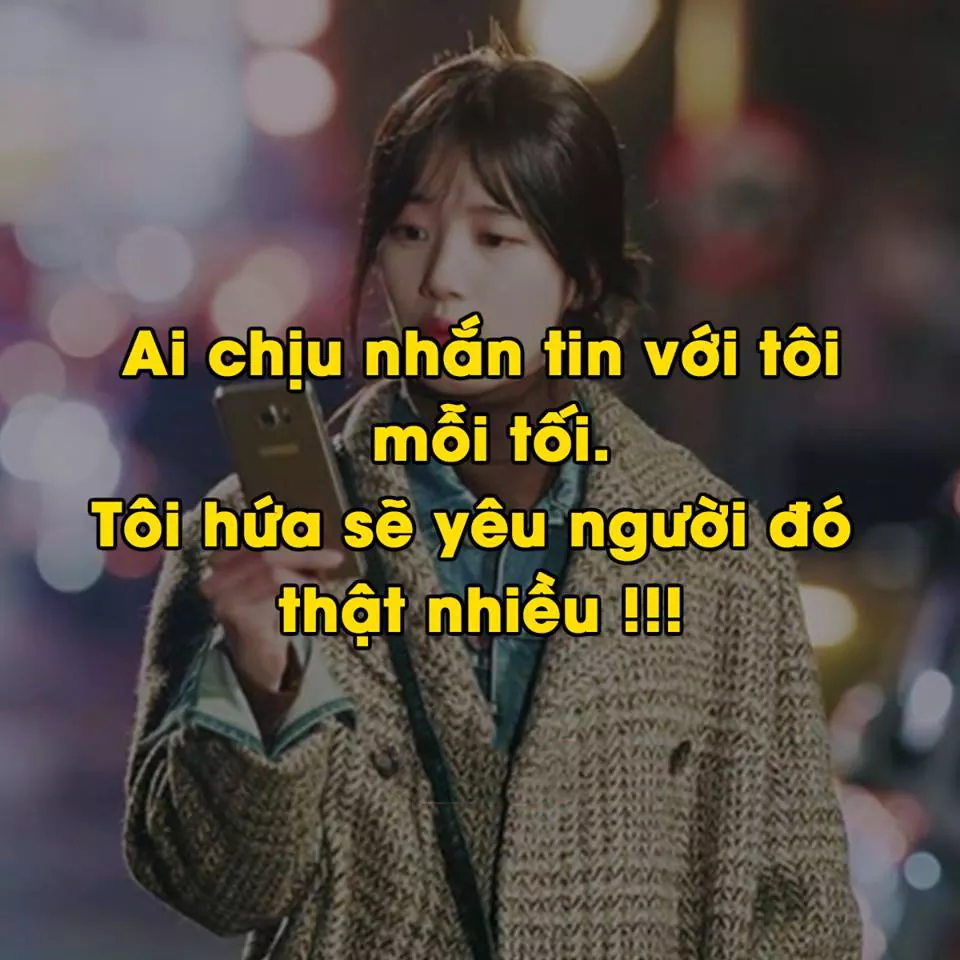 Ai chịu nhắn tin với tôi
mỗi tối.
Tôi hứa sẽ yêu người đó
thật nhiều !!!